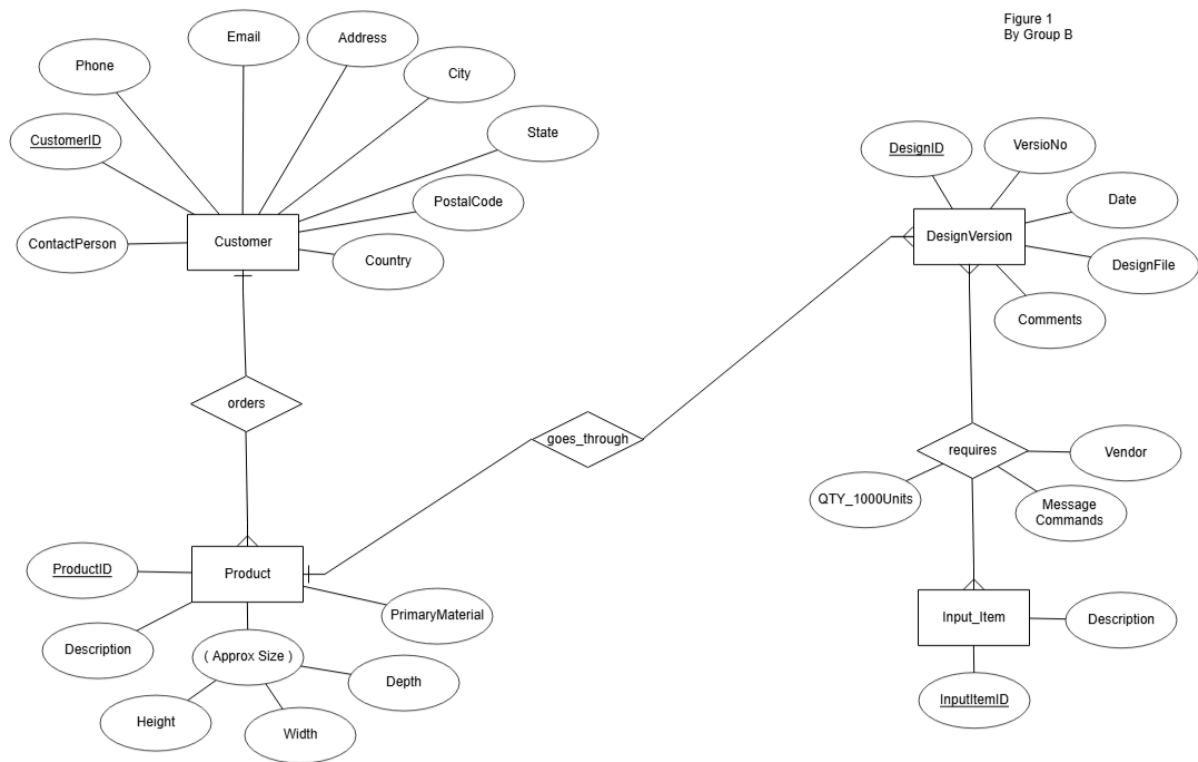 Figure 1
By Group B
Email
Address
Phone
City
CustomerID
State
DesignID
VersioNo
PostalCode
Date
ContactPerson
Customer
Country
DesignVersion
DesignFile
Comments
orders
goes_through
requires
Vendor
QTY_1000Units
Message
Commands
ProductID
Product
PrimaryMaterial
Description
( Approx Size )
Depth
Height
Width
Input_Item
Description
InputItemID